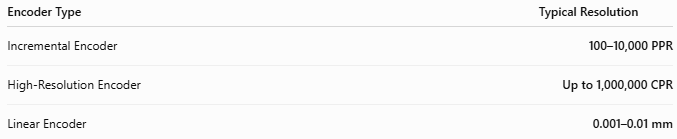 Encoder Type Typical Resolution
Incremental Encoder 100–10,000 PPR
High-Resolution Encoder Up to 1,000,000 CPR
Linear Encoder 0.001–0.01 mm